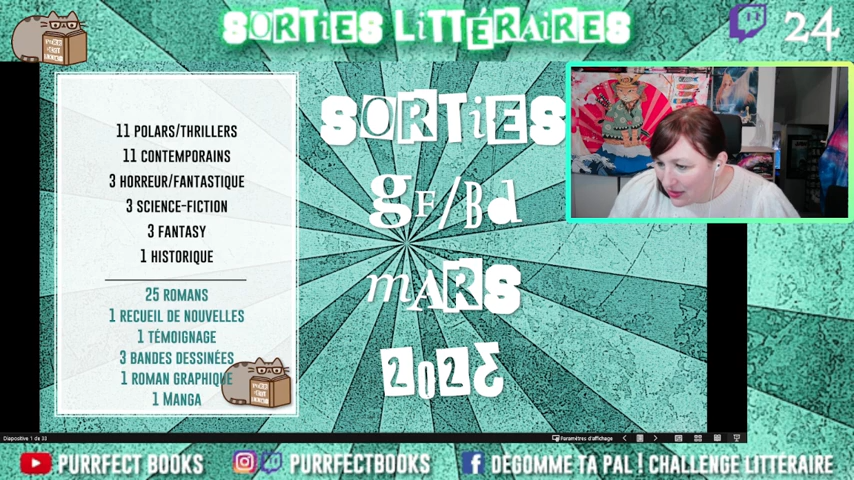 SORTIES LITTÉRAIRES
24
11 POLARS/THRILLERS
11 CONTEMPORAINS
3 HORREUR/FANTASTIQUE
3 SCIENCE-FICTION
3 FANTASY
1 HISTORIQUE
25 ROMANS
1 RECUEIL DE NOUVELLES
1 TÉMOIGNAGE
3 BANDES DESSINÉES
1 ROMAN GRAPHIQUE
1 MANGA
SORTiES
gF/Bd
mARS
2025
Diapositive 1 de 33
Paramètres d'affichage
PURRFECT BOOKS
PURRFECTBOOKS
DÉGOMME TA PAL ! CHALLENGE LITTÉRAIRE